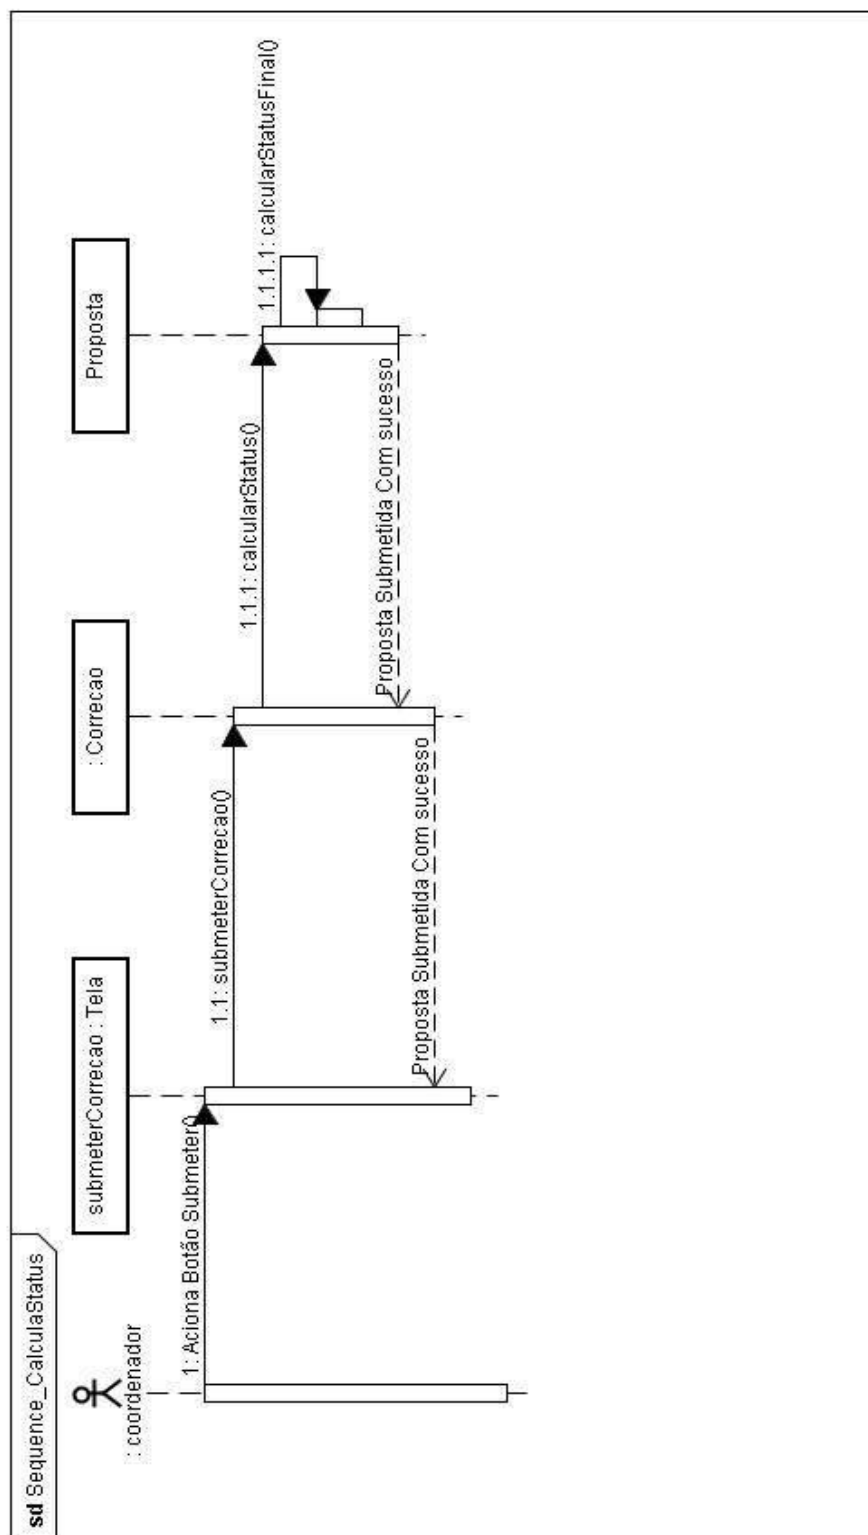 sd Sequence_CalculaStatus
: coordenador
submeterCorrecao : Tela
: Correcao
Proposta
1: Aciona Botão Submeter()
1.1: submeterCorrecao()
1.1.1: calcularStatus()
1.1.1.1: calcularStatusFinal()
Proposta Submetida Com sucesso
Proposta Submetida Com sucesso